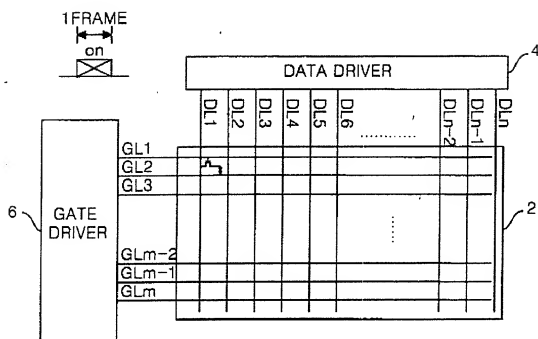 1FRAME
on
DATA DRIVER
4
DL1
DL2
DL3
DL4
DL5
DL6
DLn-2
DLn-1
DLn
GL1
GL2
GL3
6
GATE
DRIVER
2
GLm-2
GLm-1
GLm